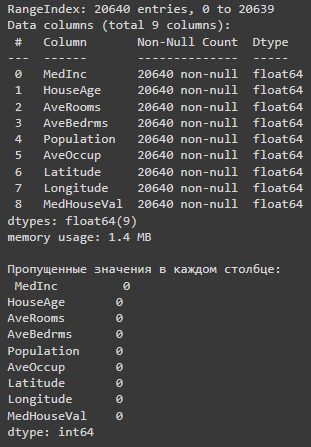 RangeIndex: 20640 entries, 0 to 20639
Data columns (total 9 columns):
 #   Column       Non-Null Count  Dtype
---  ------       --------------  -----
 0   MedInc       20640 non-null  float64
 1   HouseAge     20640 non-null  float64
 2   AveRooms     20640 non-null  float64
 3   AveBedrms    20640 non-null  float64
 4   Population   20640 non-null  float64
 5   AveOccup     20640 non-null  float64
 6   Latitude     20640 non-null  float64
 7   Longitude    20640 non-null  float64
 8   MedHouseVal  20640 non-null  float64
dtypes: float64(9)
memory usage: 1.4 MB

Пропущенные значения в каждом столбце:
 MedInc         0
HouseAge       0
AveRooms       0
AveBedrms      0
Population     0
AveOccup       0
Latitude       0
Longitude      0
MedHouseVal    0
dtype: int64